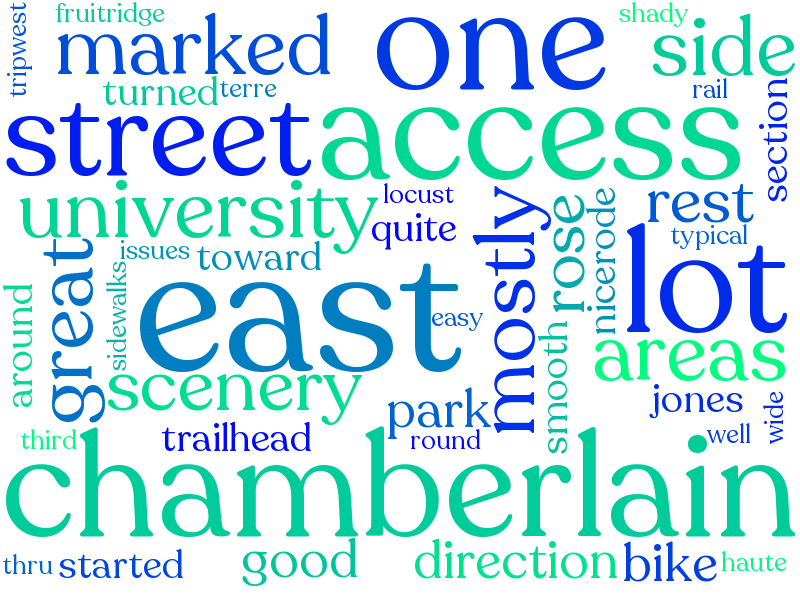 tripwest
fruitridge
marked
one
shady
side
turned
terre
rail
street
access
section
university
locust
quite
mostly
rose
nicerode
rest
typical
lot
great
issues
toward
around
sidewalks
east
easy
smooth
areas
scenery
park
jones
wide
third
trailhead
round
well
chamberlain
thru
started
good
direction
bike
haute